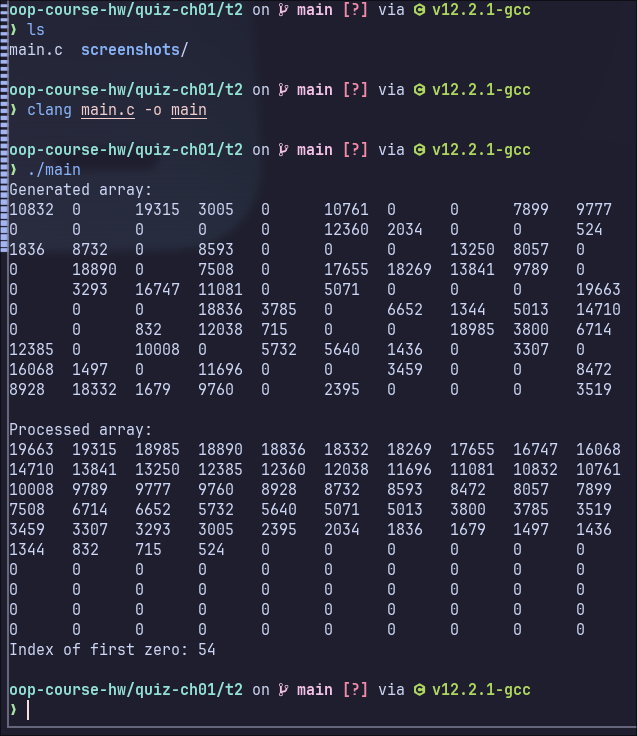 oop-course-hw/quiz-ch01/t2 on main [?] via C v12.2.1-gcc
❯ ls
main.c  screenshots/
oop-course-hw/quiz-ch01/t2 on main [?] via C v12.2.1-gcc
❯ clang main.c -o main
oop-course-hw/quiz-ch01/t2 on main [?] via C v12.2.1-gcc
❯ ./main
Generated array:
10832 0 19315 3005 0 10761 0 0 7899 9777
0 0 0 0 0 12360 2034 0 0 524
1836 8732 0 8593 0 0 0 13250 8057 0
0 18890 0 7508 0 17655 18269 13841 9789 0
0 3293 16747 11081 0 5071 0 0 0 19663
0 0 0 18836 3785 0 6652 1344 5013 14710
0 0 832 12038 715 0 0 18985 3800 6714
12385 0 10008 0 5732 5640 1436 0 3307 0
16068 1497 0 11696 0 0 3459 0 0 8472
8928 18332 1679 9760 0 2395 0 0 0 3519
Processed array:
19663 19315 18985 18890 18836 18332 18269 17655 16747 16068
14710 13841 13250 12385 12360 12038 11696 11081 10832 10761
10008 9789 9777 9760 8928 8732 8593 8472 8057 7899
7508 6714 6652 5732 5640 5071 5013 3800 3785 3519
3459 3307 3293 3005 2395 2034 1836 1679 1497 1436
1344 832 715 524 0 0 0 0 0 0
0 0 0 0 0 0 0 0 0 0
0 0 0 0 0 0 0 0 0 0
0 0 0 0 0 0 0 0 0 0
0 0 0 0 0 0 0 0 0 0
Index of first zero: 54
oop-course-hw/quiz-ch01/t2 on main [?] via C v12.2.1-gcc
❯